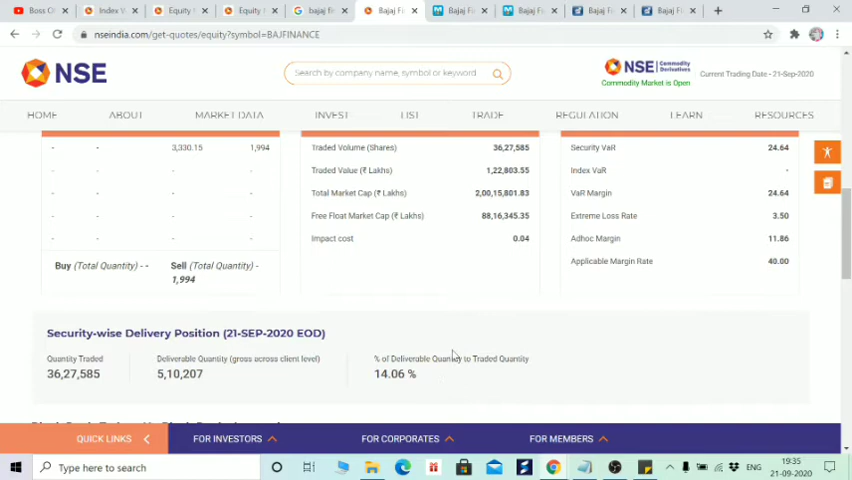 Boss O
Index V
Equity
Equity
bajaj fi
Bajaj Fi
Bajaj Fi
Bajaj Fi
Bajaj Fi
Bajaj Fi
nseindia.com/get-quotes/equity?symbol=BAJFINANCE
NSE
Search by company name, symbol or keyword
NSE Commodity Derivatives
Commodity Market is Open
Current Trading Date - 21-Sep-2020
HOME ABOUT MARKET DATA INVEST LIST TRADE REGULATION LEARN RESOURCES
- - 3,330.15 1,994
- - - -
- - - -
- - - -
- - - -
Buy (Total Quantity) - - Sell (Total Quantity) -
1,994
Traded Volume (Shares) 36,27,585
Traded Value (₹ Lakhs) 1,22,803.55
Total Market Cap (₹ Lakhs) 2,00,15,801.83
Free Float Market Cap (₹ Lakhs) 88,16,345.35
Impact cost 0.04
Security VaR 24.64
Index VaR -
VaR Margin 24.64
Extreme Loss Rate 3.50
Adhoc Margin 11.86
Applicable Margin Rate 40.00
Security-wise Delivery Position (21-SEP-2020 EOD)
Quantity Traded Deliverable Quantity (gross across client level) % of Deliverable Quantity to Traded Quantity
36,27,585 5,10,207 14.06 %
QUICK LINKS FOR INVESTORS FOR CORPORATES FOR MEMBERS
Type here to search
ENG
19:35
21-09-2020